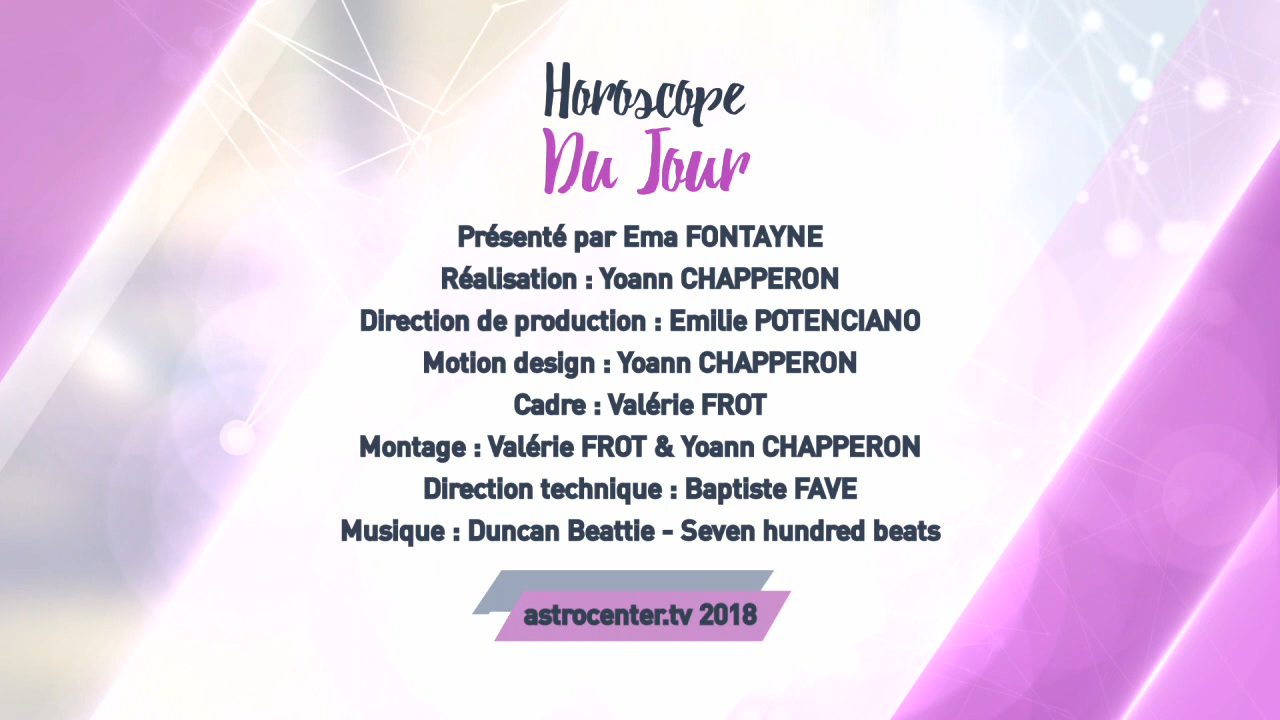 Horoscope
Du Jour
Présenté par Ema FONTAYNE
Réalisation : Yoann CHAPPERON
Direction de production : Emilie POTENCIANO
Motion design : Yoann CHAPPERON
Cadre : Valérie FROT
Montage : Valérie FROT & Yoann CHAPPERON
Direction technique : Baptiste FAVE
Musique : Duncan Beattie - Seven hundred beats
astrocenter.tv 2018